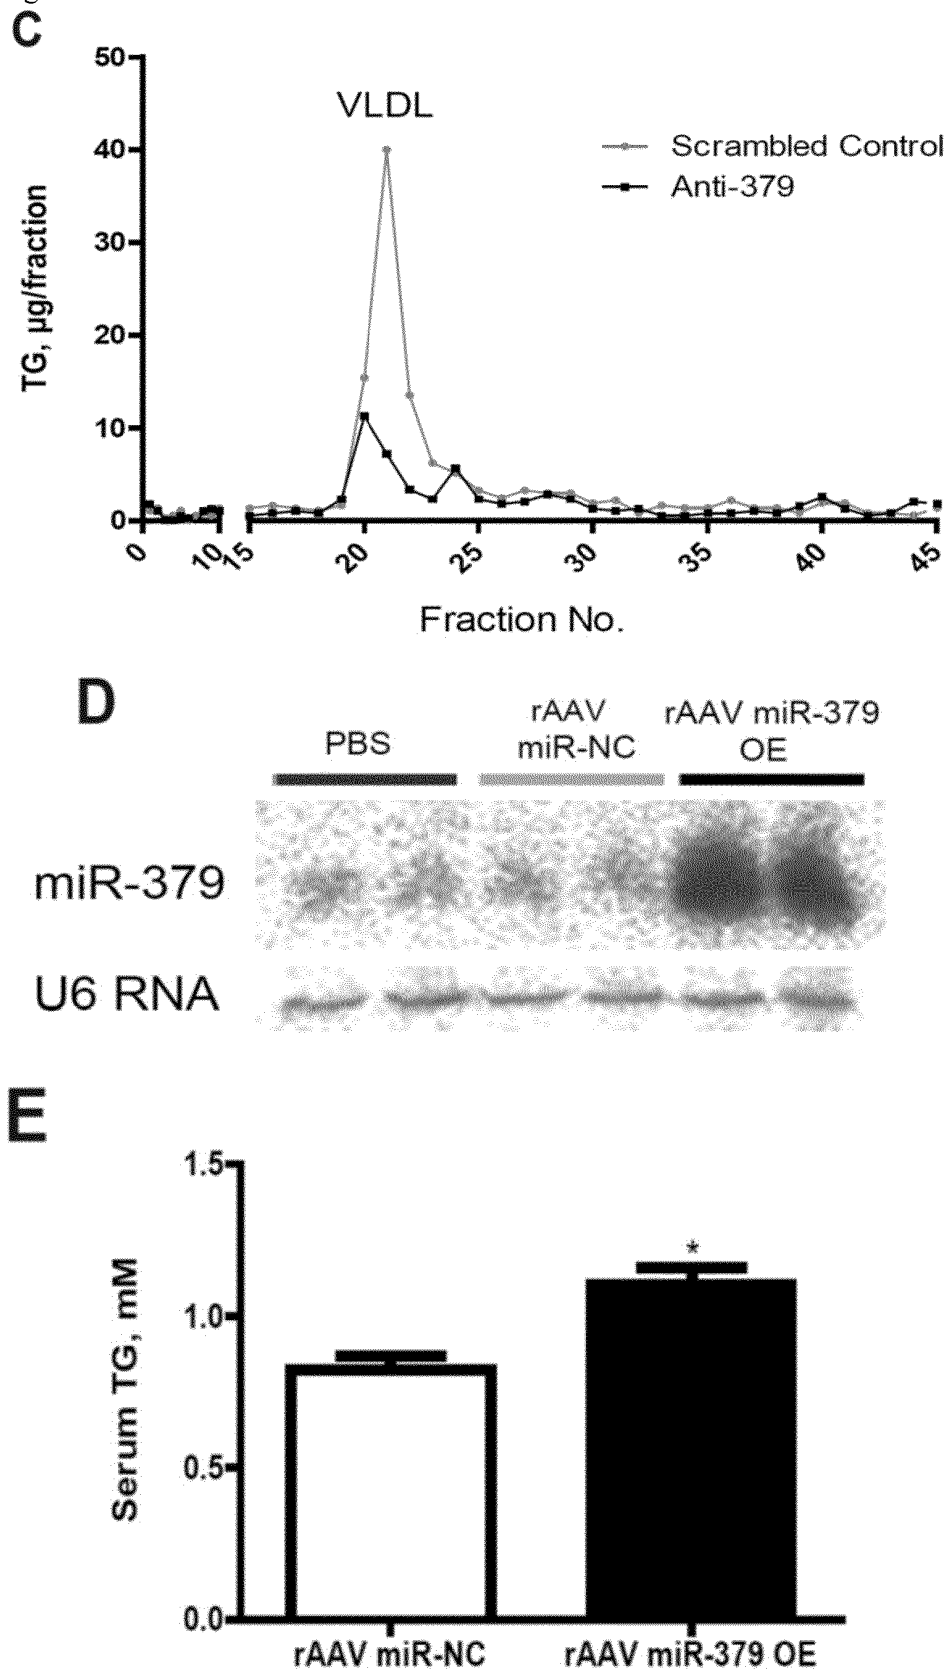 C
50
VLDL
40
Scrambled Control
Anti-379
30
20
10
0
TG, µg/fraction
0 10 15 20 25 30 35 40 45
Fraction No.
D
PBS
rAAV
miR-NC
rAAV miR-379
OE
miR-379
U6 RNA
E
1.5
*
1.0
0.5
0.0
Serum TG, mM
rAAV miR-NC rAAV miR-379 OE